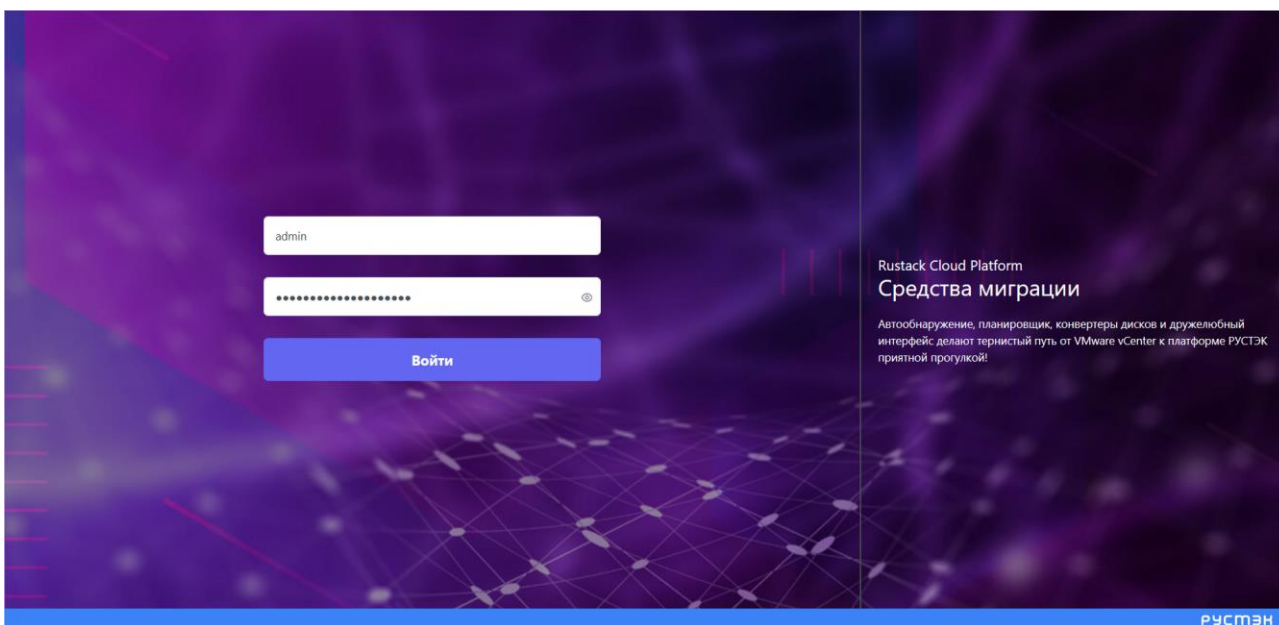 admin
••••••••••••••••••••
Войти
Rustack Cloud Platform
Средства миграции
Автообнаружение, планировщик, конвертеры дисков и дружелюбный
интерфейс делают тернистый путь от VMware vCenter к платформе РУСТЭК
приятной прогулкой!
РУСТЭК